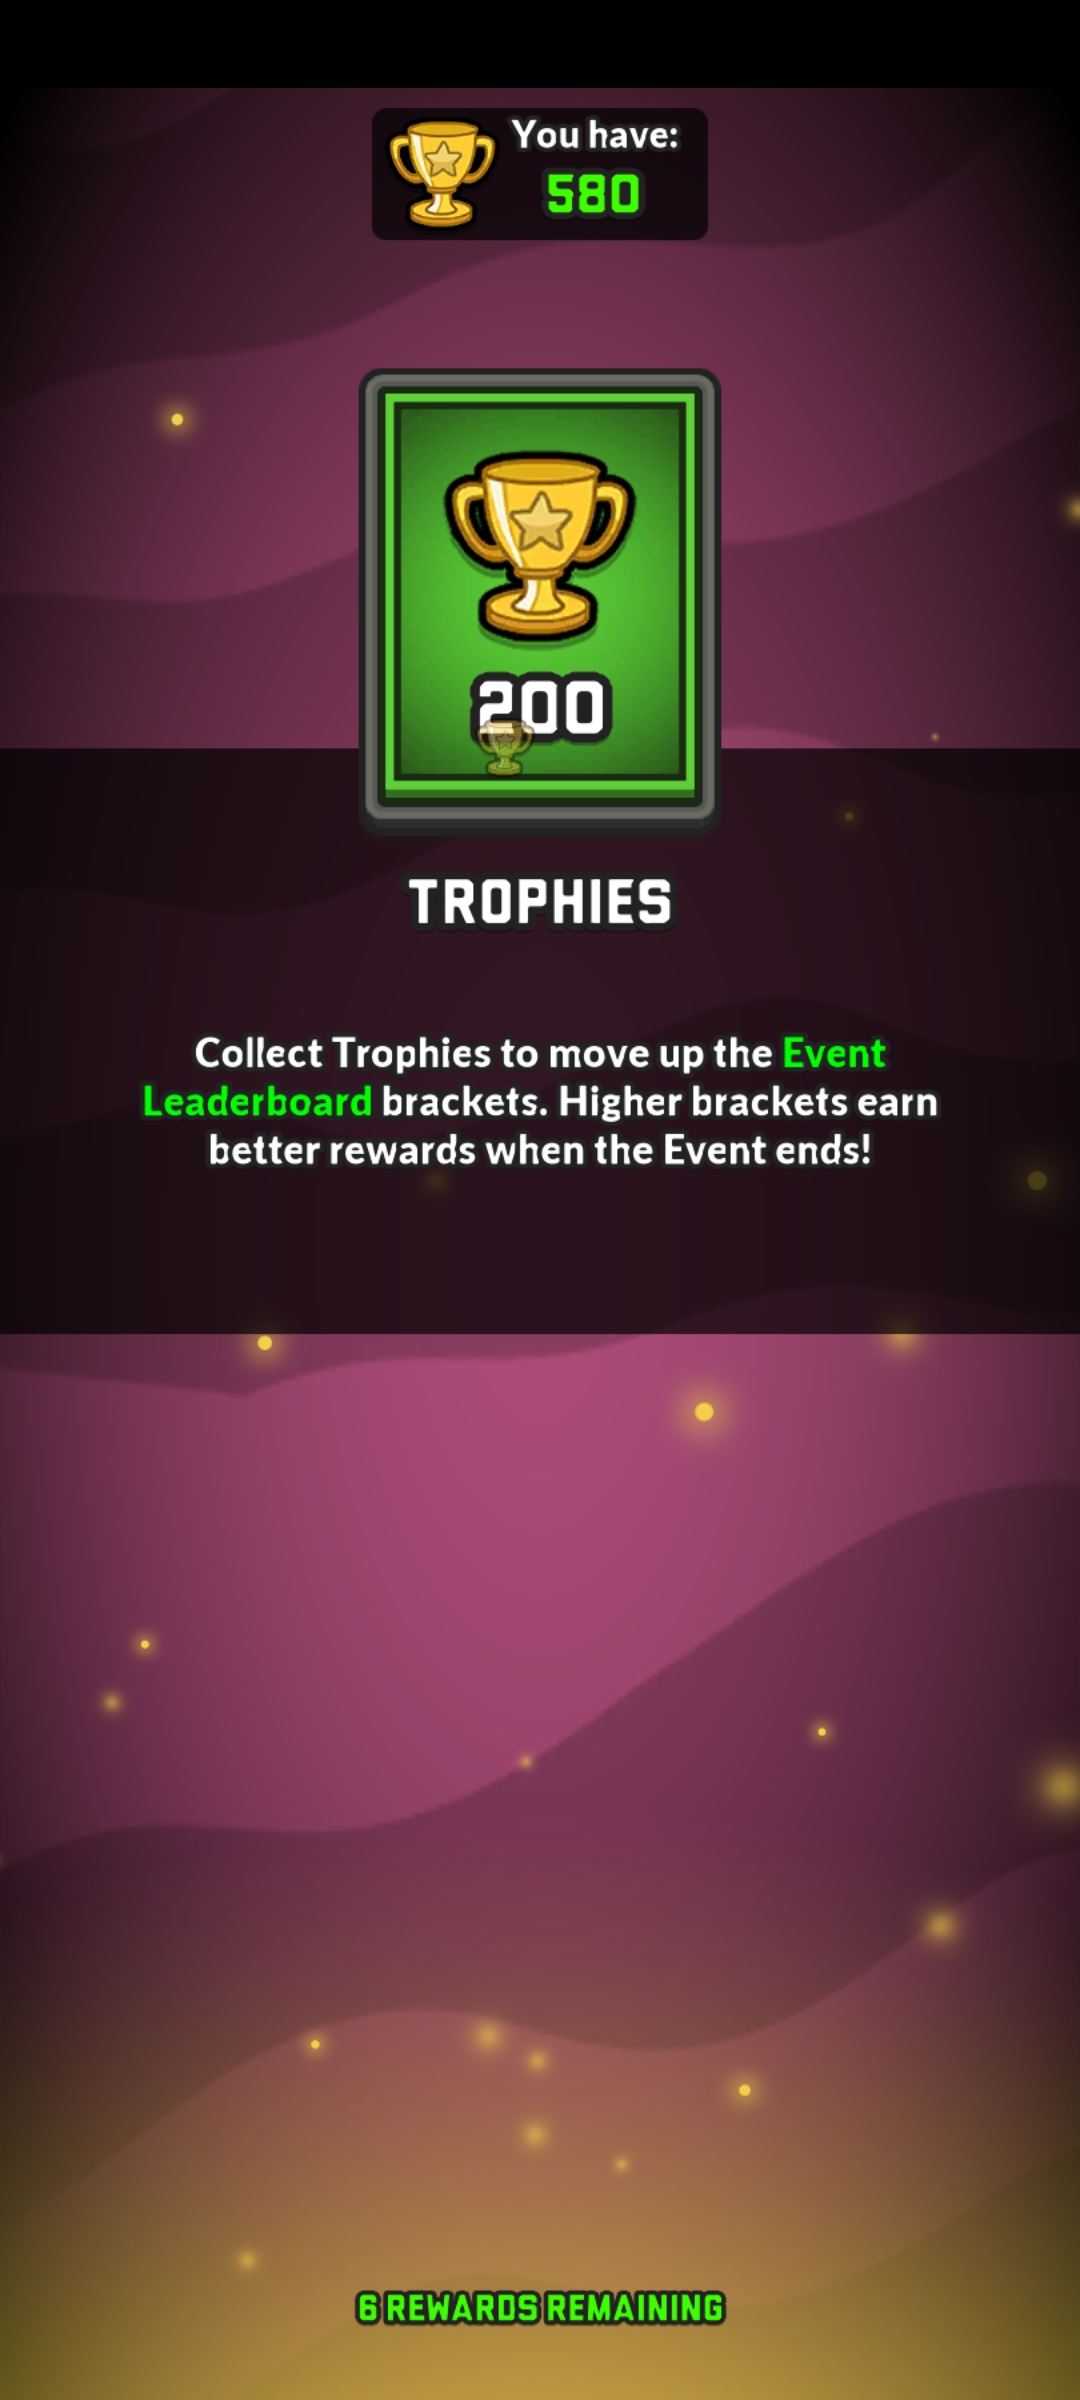 You have:
580
200
TROPHIES
Collect Trophies to move up the Event
Leaderboard brackets. Higher brackets earn
better rewards when the Event ends!
6 REWARDS REMAINING